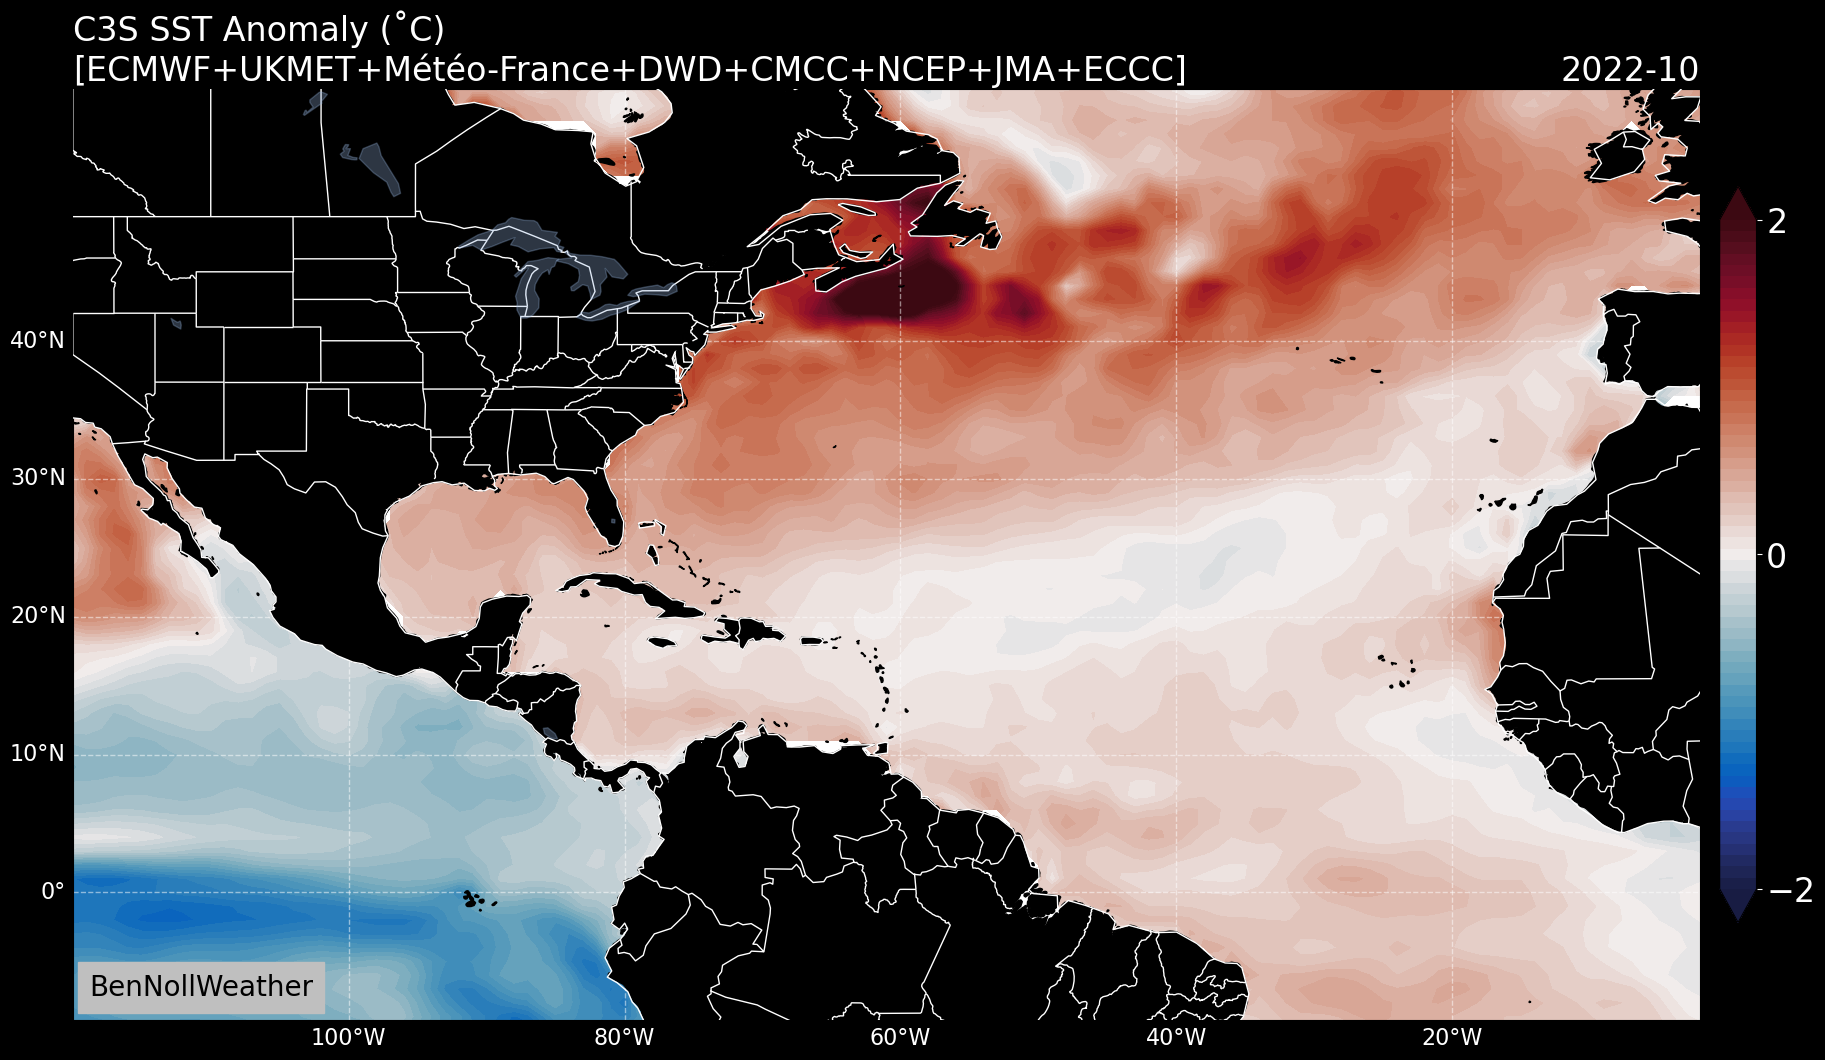 C3S SST Anomaly (˚C)
[ECMWF+UKMET+Météo-France+DWD+CMCC+NCEP+JMA+ECCC]
2022-10
40°N
30°N
20°N
10°N
0°
100°W
80°W
60°W
40°W
20°W
2
0
−2
BenNollWeather